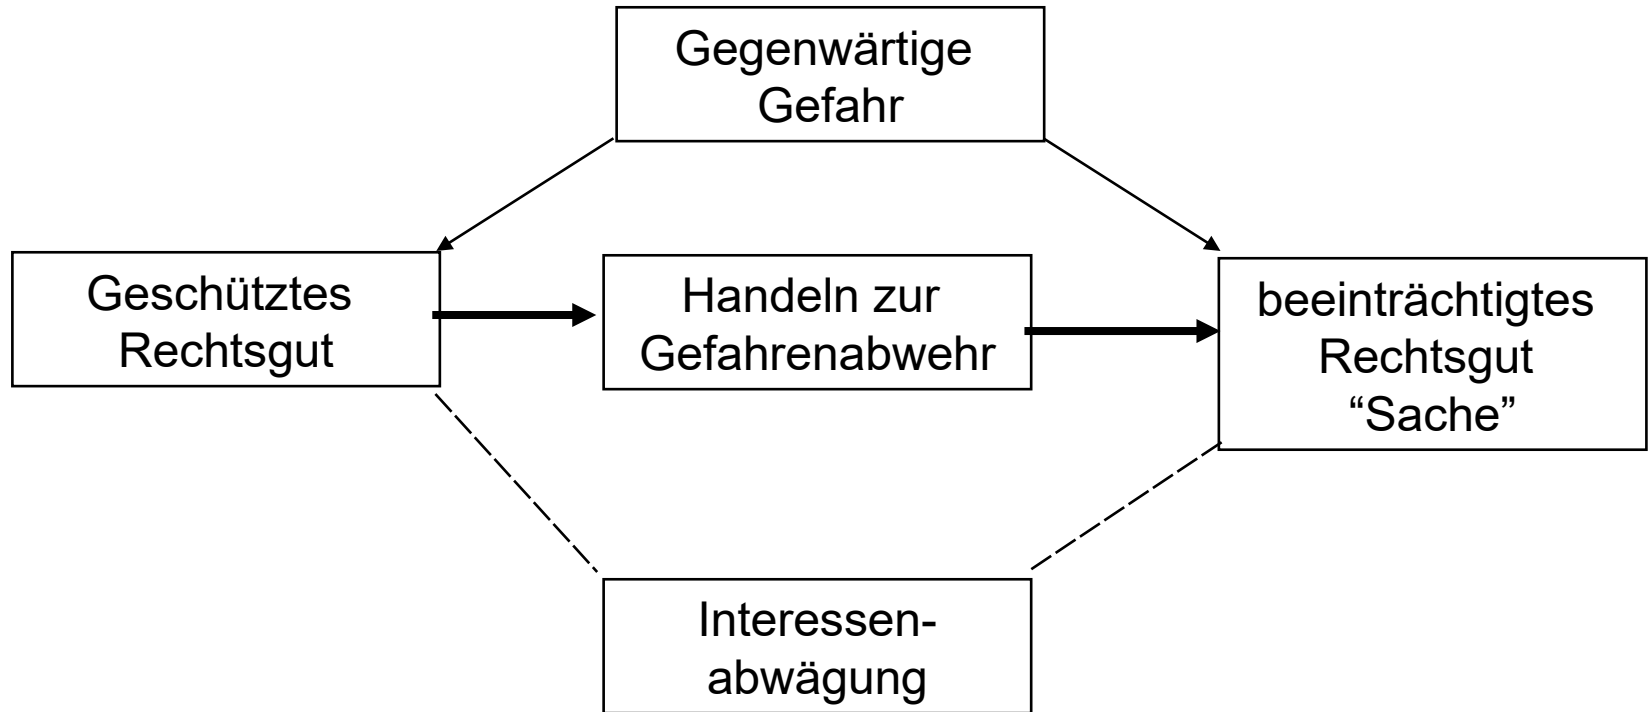 Gegenwärtige
Gefahr
Geschütztes
Rechtsgut
Handeln zur
Gefahrenabwehr
beeinträchtigtes
Rechtsgut
“Sache”
Interessen-
abwägung